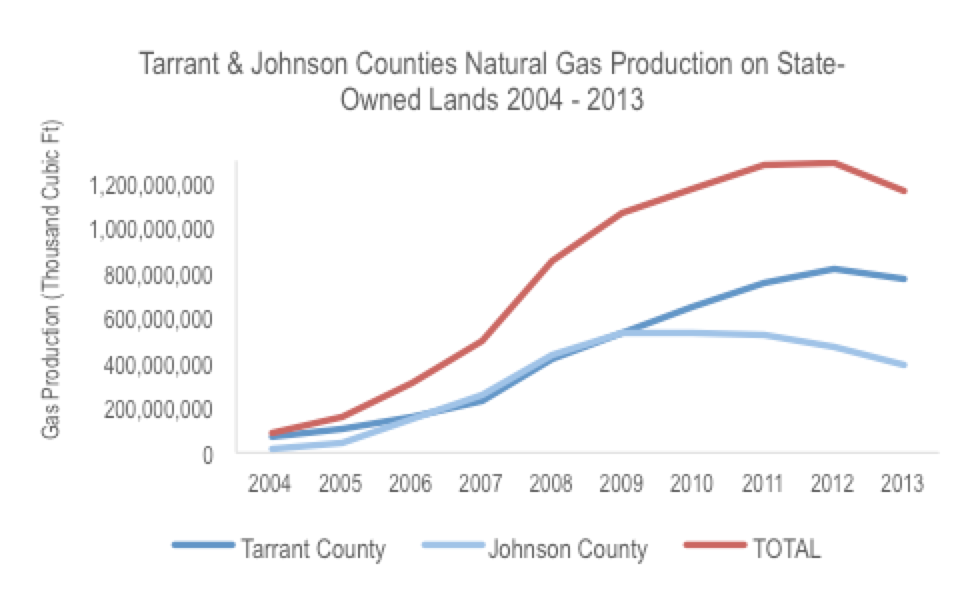 Tarrant & Johnson Counties Natural Gas Production on State-
Owned Lands 2004 - 2013
Gas Production (Thousand Cubic Ft)
1,200,000,000
1,000,000,000
800,000,000
600,000,000
400,000,000
200,000,000
0
2004 2005 2006 2007 2008 2009 2010 2011 2012 2013
Tarrant County Johnson County TOTAL